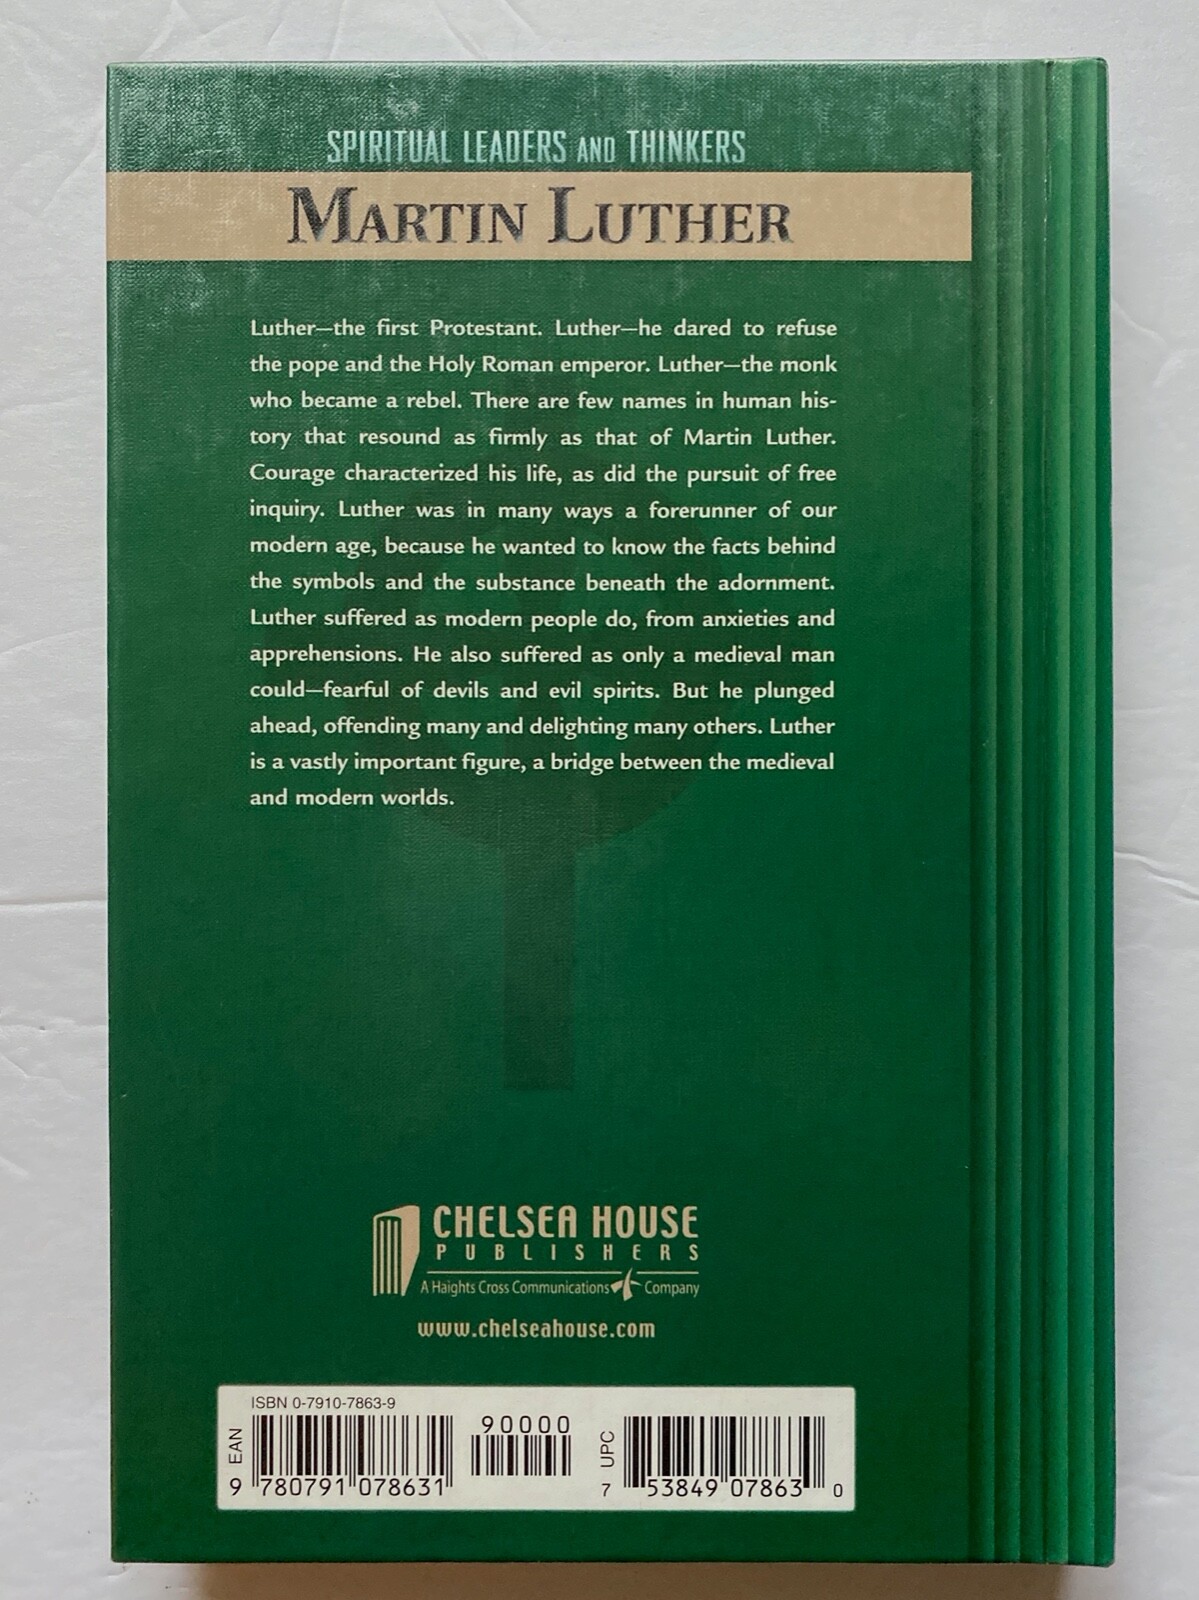 SPIRITUAL LEADERS AND THINKERS
MARTIN LUTHER
Luther—the first Protestant. Luther—he dared to refuse
the pope and the Holy Roman emperor. Luther—the monk
who became a rebel. There are few names in human his-
tory that resound as firmly as that of Martin Luther.
Courage characterized his life, as did the pursuit of free
inquiry. Luther was in many ways a forerunner of our
modern age, because he wanted to know the facts behind
the symbols and the substance beneath the adornment.
Luther suffered as modern people do, from anxieties and
apprehensions. He also suffered as only a medieval man
could—fearful of devils and evil spirits. But he plunged
ahead, offending many and delighting many others. Luther
is a vastly important figure, a bridge between the medieval
and modern worlds.
CHELSEA HOUSE
PUBLISHERS
A Haights Cross Communications Company
www.chelseahouse.com
ISBN 0-7910-7863-9
EAN
9 780791 078631
90000
UPC
7 53849 07863 0